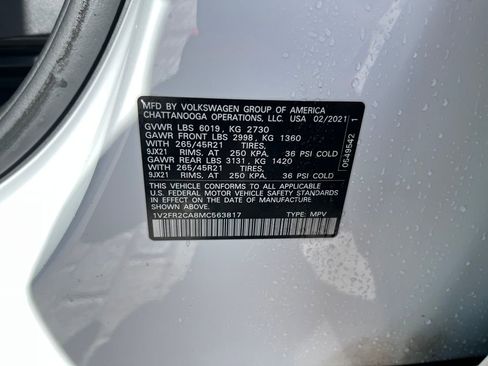 MFD BY VOLKSWAGEN GROUP OF AMERICA
CHATTANOOGA OPERATIONS, LLC. USA 02/2021
GVWR LBS 6019, KG 2730
GAWR FRONT LBS 2998, KG 1360
WITH 265/45R21 TIRES,
9JX21 RIMS, AT 250 KPA, 36 PSI COLD
GAWR REAR LBS 3131, KG 1420
WITH 265/45R21 TIRES,
9JX21 RIMS, AT 250 KPA, 36 PSI COLD
THIS VEHICLE CONFORMS TO ALL APPLICABLE
U.S. FEDERAL MOTOR VEHICLE SAFETY STANDARDS
IN EFFECT ON THE DATE OF MANUFACTURE
SHOWN ABOVE.
1V2FR2CA8MC563817 TYPE: MPV
0549542 1